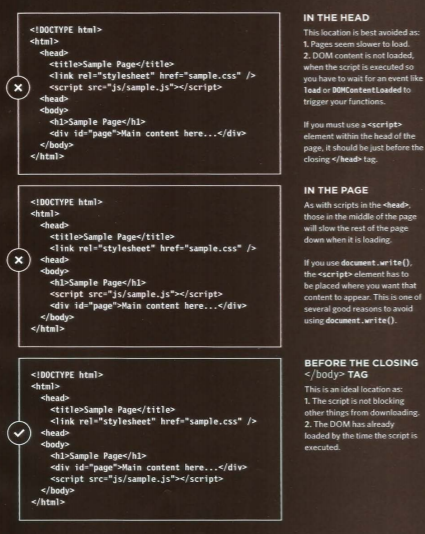 <!DOCTYPE html>
<html>
  <head>
    <title>Sample Page</title>
    <link rel="stylesheet" href="sample.css" />
    <script src="js/sample.js"></script>
  <head>
  <body>
    <h1>Sample Page</h1>
    <div id="page">Main content here...</div>
  </body>
</html>
IN THE HEAD
This location is best avoided as:
1. Pages seem slower to load.
2. DOM content is not loaded,
when the script is executed so
you have to wait for an event like
load or DOMContentLoaded to
trigger your functions.
If you must use a <script>
element within the head of the
page, it should be just before the
closing </head> tag.
<!DOCTYPE html>
<html>
  <head>
    <title>Sample Page</title>
    <link rel="stylesheet" href="sample.css" />
  <head>
  <body>
    <h1>Sample Page</h1>
    <script src="js/sample.js"></script>
    <div id="page">Main content here...</div>
  </body>
</html>
IN THE PAGE
As with scripts in the <head>,
those in the middle of the page
will slow the rest of the page
down when it is loading.
If you use document.write(),
the <script> element has to
be placed where you want that
content to appear. This is one of
several good reasons to avoid
using document.write().
<!DOCTYPE html>
<html>
  <head>
    <title>Sample Page</title>
    <link rel="stylesheet" href="sample.css" />
  <head>
  <body>
    <h1>Sample Page</h1>
    <div id="page">Main content here...</div>
    <script src="js/sample.js"></script>
  </body>
</html>
BEFORE THE CLOSING
</body> TAG
This is an ideal location as:
1. The script is not blocking
other things from downloading.
2. The DOM has already
loaded by the time the script is
executed.